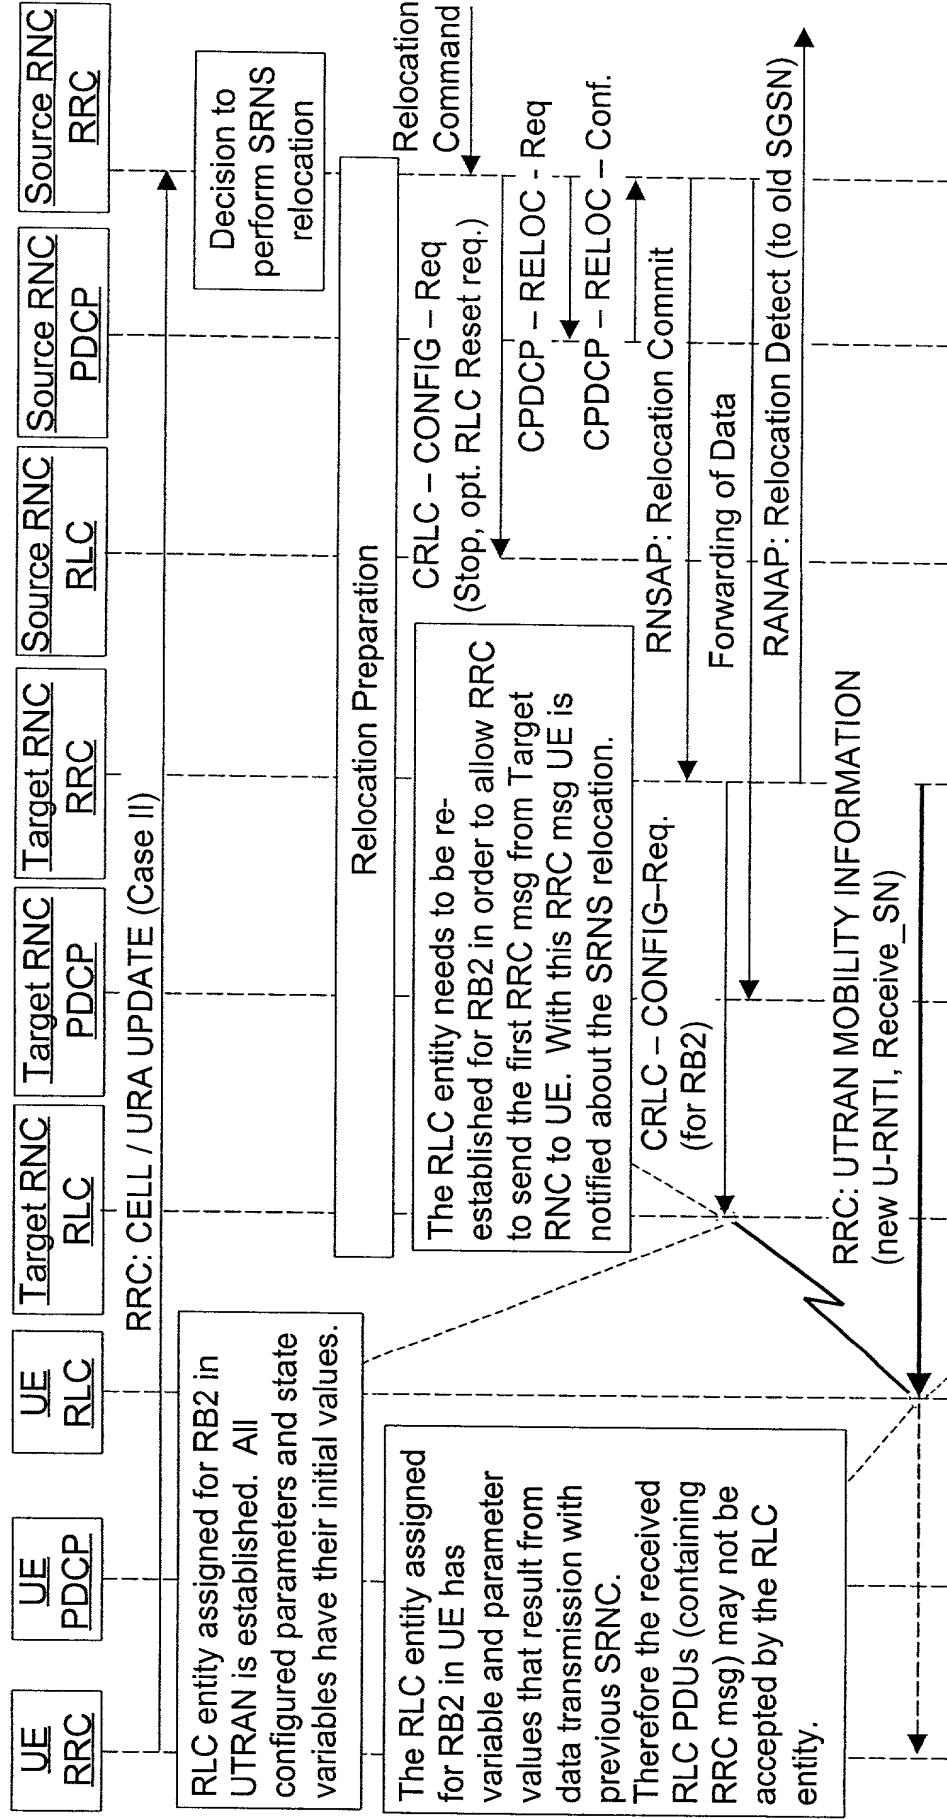 UE
RRC
UE
PDCP
UE
RLC
Target RNC
RLC
Target RNC
PDCP
Target RNC
RRC
Source RNC
RLC
Source RNC
PDCP
Source RNC
RRC
RRC: CELL / URA UPDATE (Case II)
Decision to
perform SRNS
relocation
RLC entity assigned for RB2 in
UTRAN is established. All
configured parameters and state
variables have their initial values.
Relocation Preparation
Relocation
Command
CRLC – CONFIG – Req
(Stop, opt. RLC Reset req.)
The RLC entity needs to be re-
established for RB2 in order to allow RRC
to send the first RRC msg from Target
RNC to UE. With this RRC msg UE is
notified about the SRNS relocation.
CPDCP – RELOC - Req
CPDCP – RELOC – Conf.
The RLC entity assigned
for RB2 in UE has
variable and parameter
values that result from
data transmission with
previous SRNC.
Therefore the received
RLC PDUs (containing
RRC msg) may not be
accepted by the RLC
entity.
RNSAP: Relocation Commit
CRLC – CONFIG–Req.
(for RB2)
Forwarding of Data
RANAP: Relocation Detect (to old SGSN)
RRC: UTRAN MOBILITY INFORMATION
(new U-RNTI, Receive_SN)